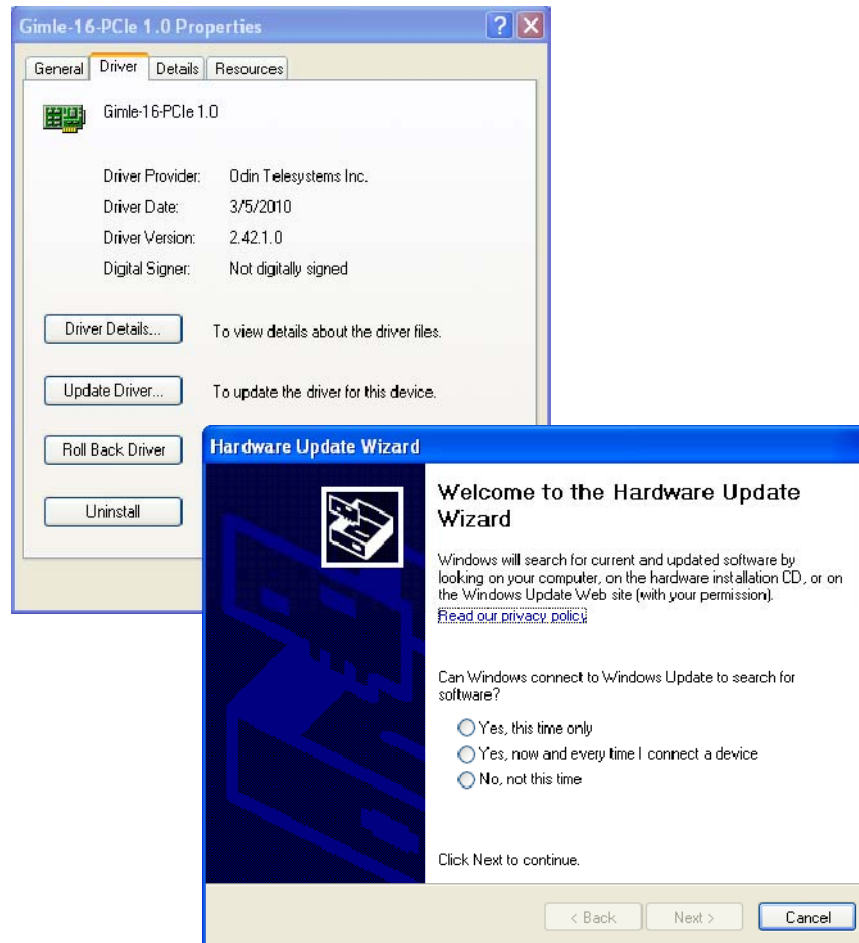 Gimle-16-PCIe 1.0 Properties
?
X
General Driver Details Resources
Gimle-16-PCIe 1.0
Driver Provider: Odin Telesystems Inc.
Driver Date: 3/5/2010
Driver Version: 2.42.1.0
Digital Signer: Not digitally signed
Driver Details... To view details about the driver files.
Update Driver... To update the driver for this device.
Roll Back Driver
Uninstall
Hardware Update Wizard
Welcome to the Hardware Update
Wizard
Windows will search for current and updated software by
looking on your computer, on the hardware installation CD, or on
the Windows Update Web site (with your permission).
Read our privacy policy
Can Windows connect to Windows Update to search for
software?
Yes, this time only
Yes, now and every time I connect a device
No, not this time
Click Next to continue.
< Back Next > Cancel